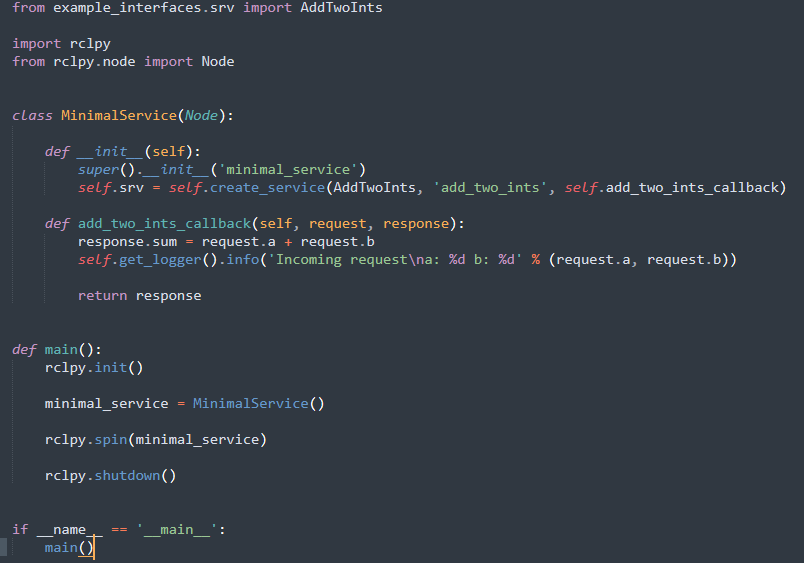 from example_interfaces.srv import AddTwoInts

import rclpy
from rclpy.node import Node


class MinimalService(Node):

    def __init__(self):
        super().__init__('minimal_service')
        self.srv = self.create_service(AddTwoInts, 'add_two_ints', self.add_two_ints_callback)

    def add_two_ints_callback(self, request, response):
        response.sum = request.a + request.b
        self.get_logger().info('Incoming request\na: %d b: %d' % (request.a, request.b))

        return response


def main():
    rclpy.init()

    minimal_service = MinimalService()

    rclpy.spin(minimal_service)

    rclpy.shutdown()


if __name__ == '__main__':
    main()